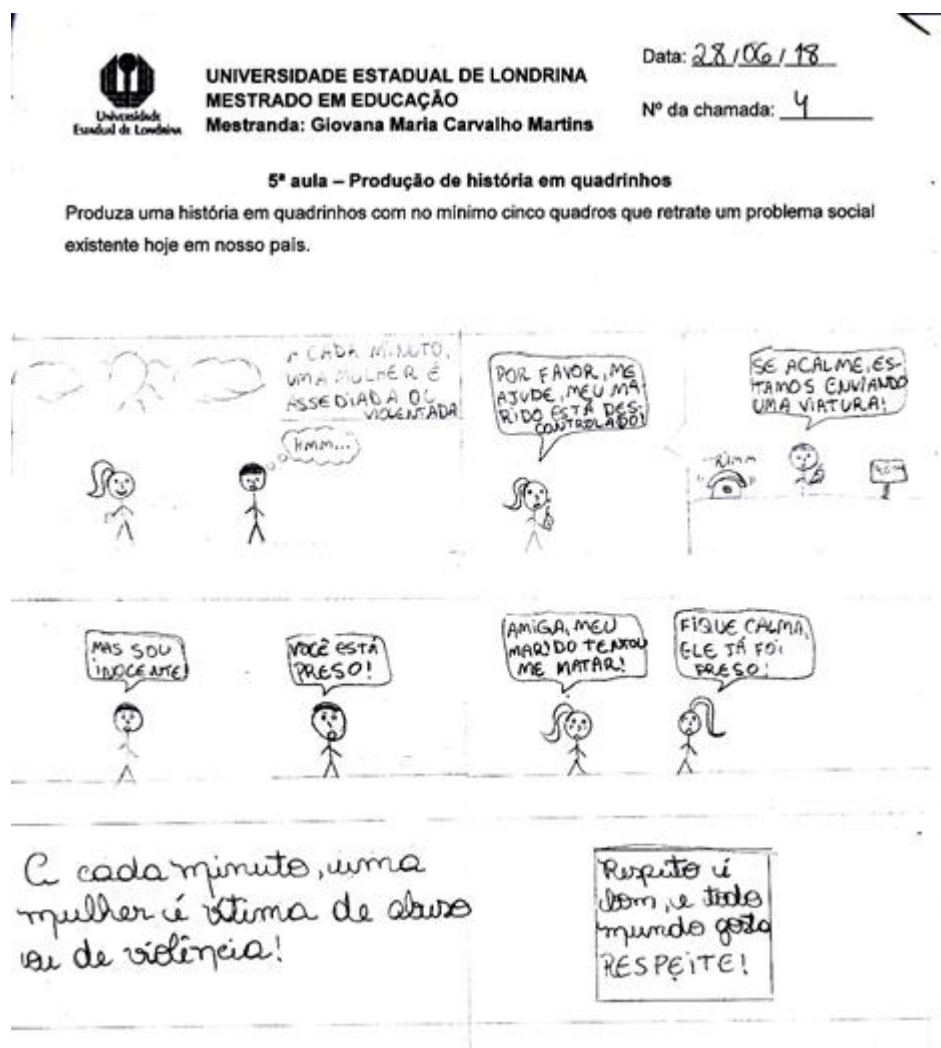 Data: 28/06/18
Universidade
Estadual de Londrina
UNIVERSIDADE ESTADUAL DE LONDRINA
MESTRADO EM EDUCAÇÃO
Mestranda: Giovana Maria Carvalho Martins
Nº da chamada: 4
5ª aula – Produção de história em quadrinhos
Produza uma história em quadrinhos com no mínimo cinco quadros que retrate um problema social
existente hoje em nosso país.
A CADA MINUTO,
UMA MULHER É
ASSEDIADA OU
VIOLENTADA
HMM...
POR FAVOR, ME
AJUDE, MEU MA
RIDO ESTÁ DES-
CONTROLADO!
SE ACALME, ES-
TAMOS ENVIANDO
UMA VIATURA!
RIMM
MAS SOU
INOCENTE!
VOCÊ ESTÁ
PRESO!
AMIGA, MEU
MARIDO TENTOU
ME MATAR!
FIQUE CALMA,
ELE JÁ FOI
PRESO!
A cada minuto, uma
mulher é vítima de abuso
ou de violência!
Respeito é
bom, e todo
mundo gosta
RESPEITE!